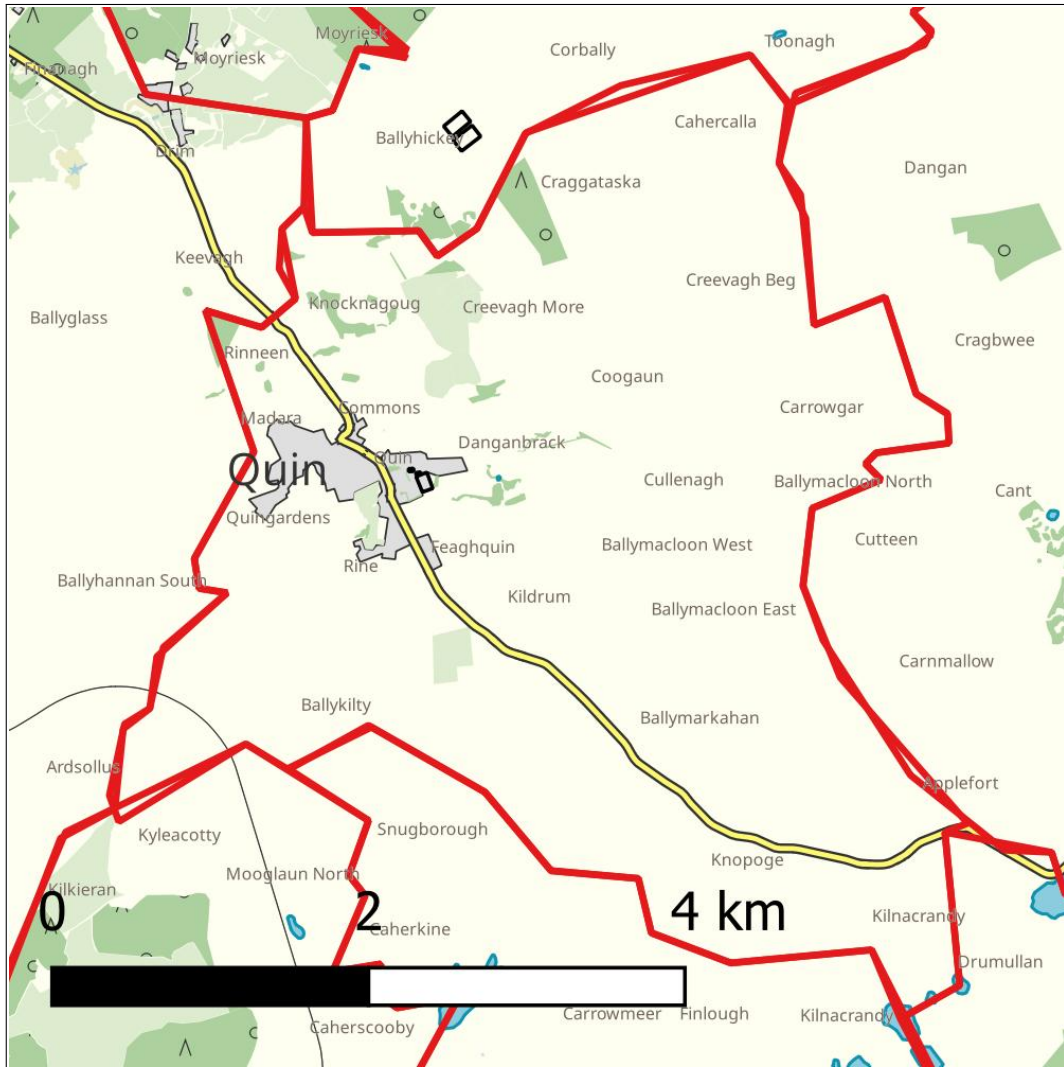 Moyriesk
Corbally
Toonagh
Moyriesk
Finanagh
Cahercalla
Ballyhickey
Drim
Dangan
Craggataska
Keevagh
Creevagh Beg
Knocknagoug
Creevagh More
Ballyglass
Cragbwee
Rinneen
Coogaun
Commons
Carrowgar
Madara
Danganbrack
Quin
Quin
Cullenagh
Ballymacloon North
Cant
Quingardens
Cutteen
Feaghquin
Ballymacloon West
Rine
Ballyhannan South
Kildrum
Ballymacloon East
Carnmallow
Ballykilty
Ballymarkahan
Ardsollus
Applefort
Snugborough
Kyleacotty
Knopoge
Mooglaun North
Kilkieran
0 2 4 km
Kilnacrandy
Caherkine
Drumullan
Carrowmeer
Finlough
Kilnacrandy
Caherscooby